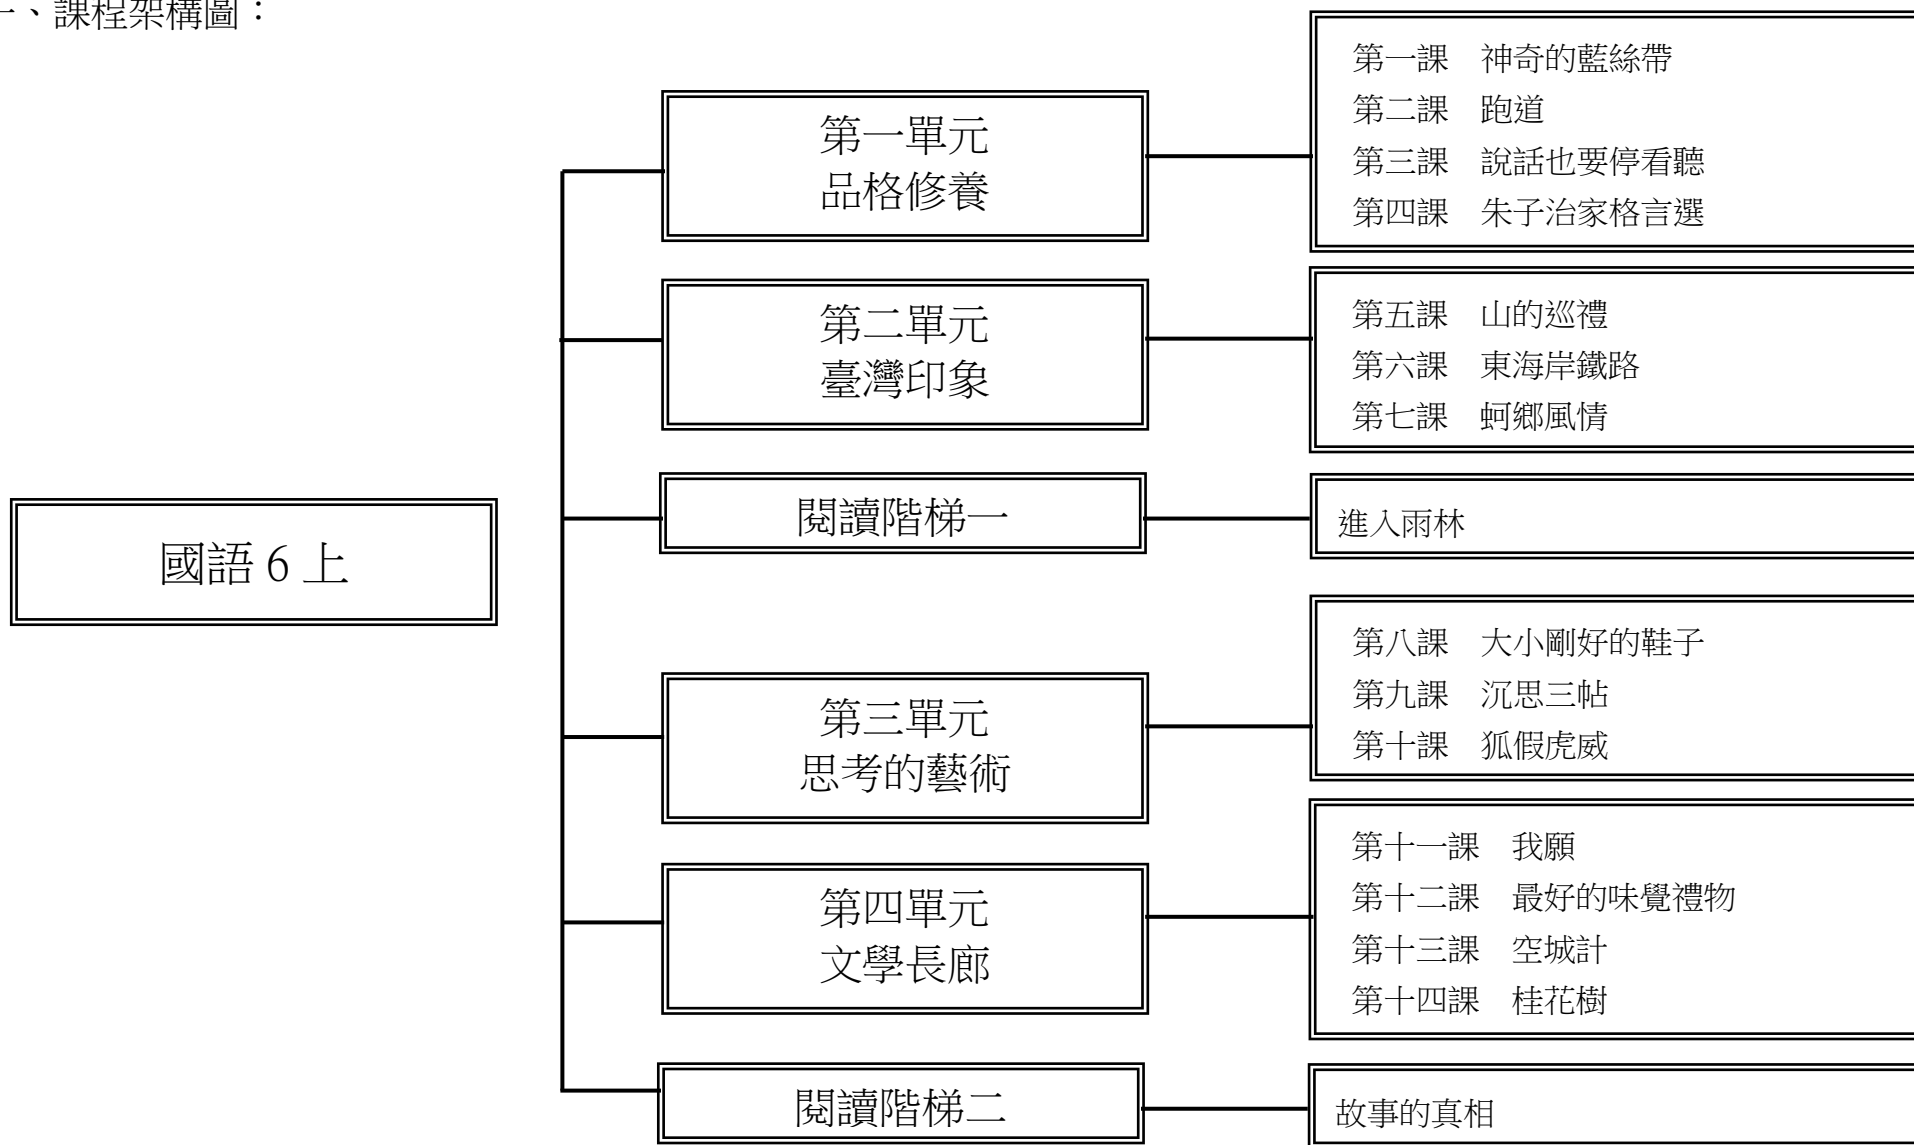 一、課程架構圖：
國語 6 上
第一單元
品格修養
第一課　神奇的藍絲帶
第二課　跑道
第三課　說話也要停看聽
第四課　朱子治家格言選
第二單元
臺灣印象
第五課　山的巡禮
第六課　東海岸鐵路
第七課　蚵鄉風情
閱讀階梯一
進入雨林
第三單元
思考的藝術
第八課　大小剛好的鞋子
第九課　沉思三帖
第十課　狐假虎威
第四單元
文學長廊
第十一課　我願
第十二課　最好的味覺禮物
第十三課　空城計
第十四課　桂花樹
閱讀階梯二
故事的真相